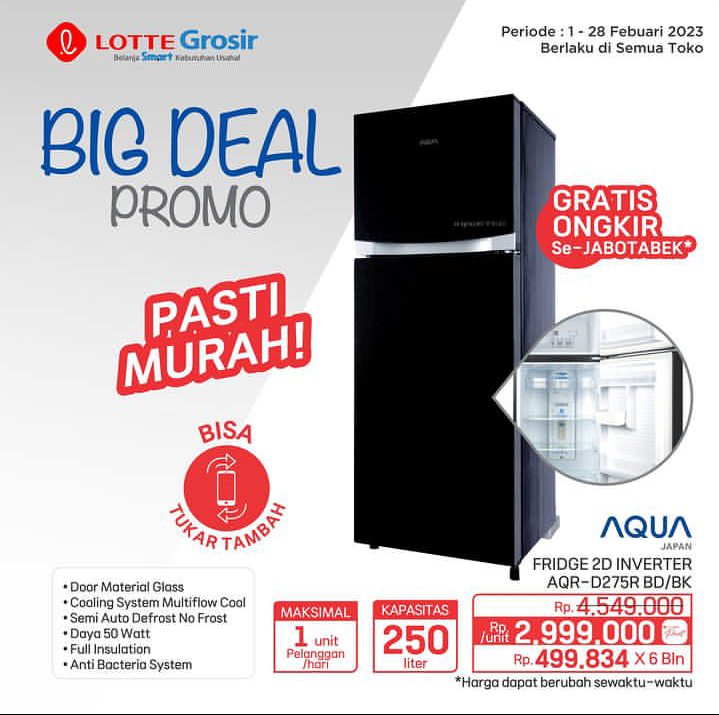 LOTTE Grosir
Belanja Smart Kebutuhan Usaha!
Periode : 1 - 28 Febuari 2023
Berlaku di Semua Toko
BIG DEAL
PROMO
AQUA
GRATIS
ONGKIR
Se-JABOTABEK*
PASTI
MURAH!
BISA
TUKAR TAMBAH
AQUA
JAPAN
FRIDGE 2D INVERTER
AQR-D275R BD/BK
• Door Material Glass
• Cooling System Multiflow Cool
• Semi Auto Defrost No Frost
• Daya 50 Watt
• Full Insulation
• Anti Bacteria System
MAKSIMAL
1 unit
Pelanggan
/hari
KAPASITAS
250
liter
Rp. 4.549.000
Rp. /unit 2,999.000
Rp. 499.834 X 6 Bln
*Harga dapat berubah sewaktu-waktu